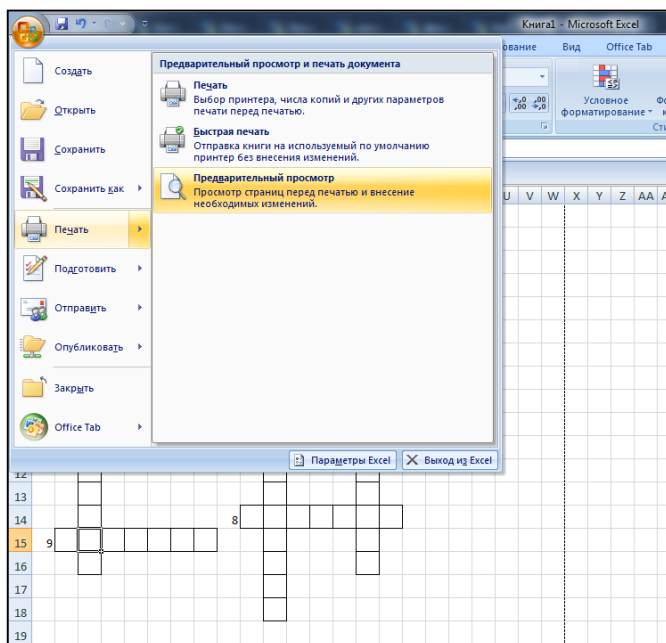 Книга1 - Microsoft Excel
Вид Office Tab
Создать
Открыть
Сохранить
Сохранить как
Печать
Подготовить
Отправить
Опубликовать
Закрыть
Office Tab
Предварительный просмотр и печать документа
Печать
Выбор принтера, числа копий и других параметров
печати перед печатью.
Быстрая печать
Отправка книги на используемый по умолчанию
принтер без внесения изменений.
Предварительный просмотр
Просмотр страниц перед печатью и внесение
необходимых изменений.
Условное
форматирование
Параметры Excel
Выход из Excel
U V W X Y Z AA
12
13
14 8
15 9
16
17
18
19